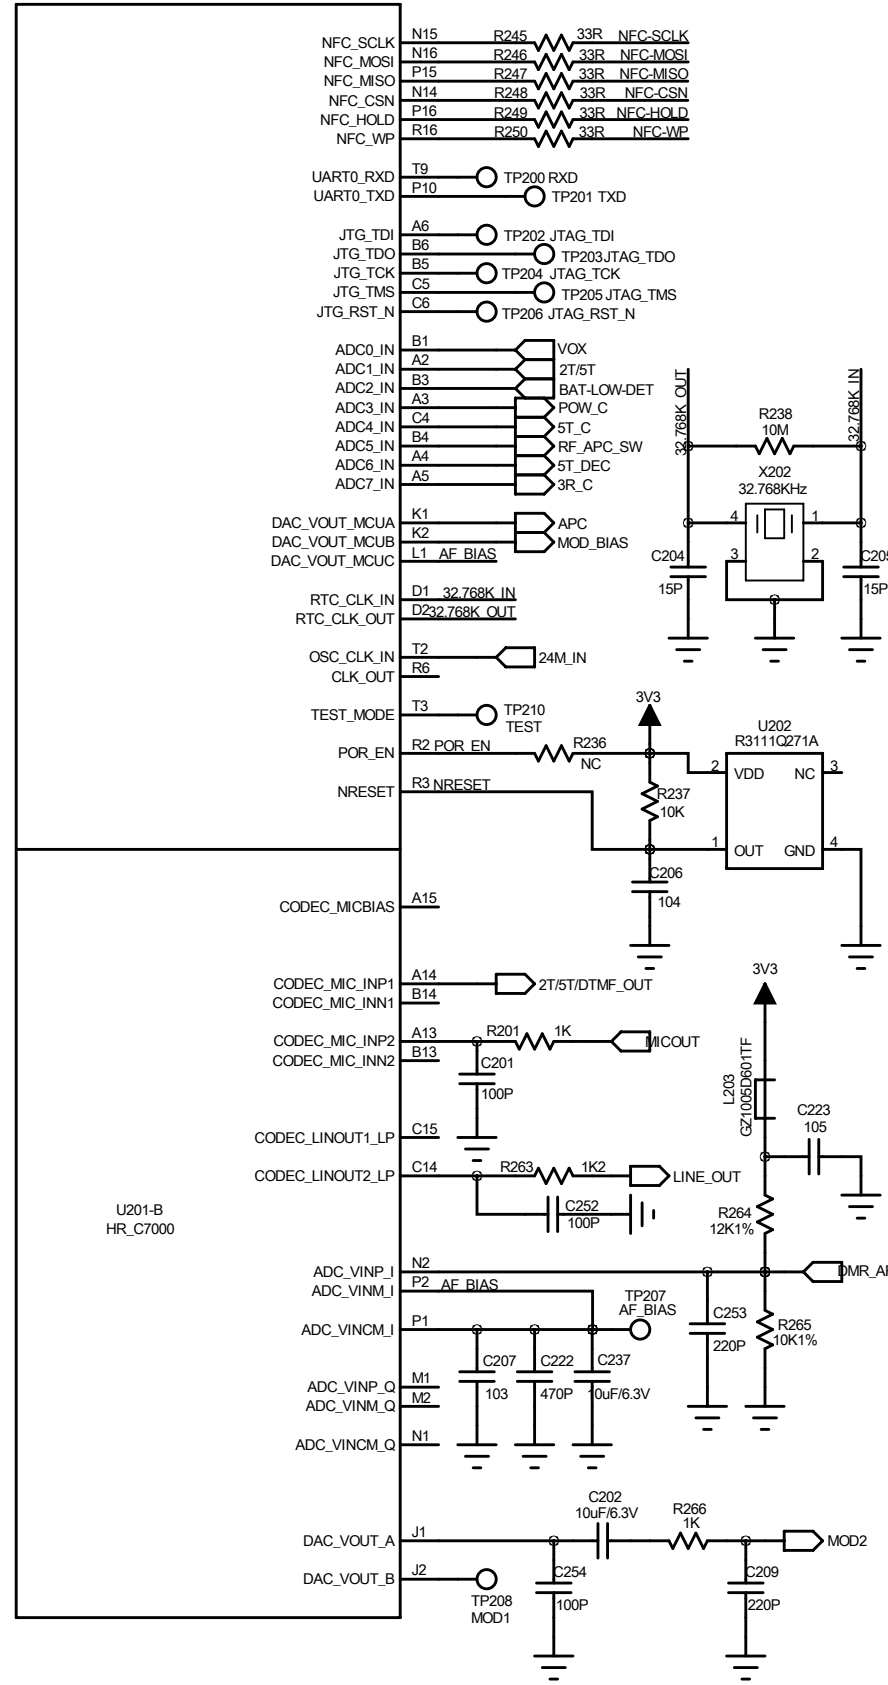 NFC_SCLK N15 R245 33R NFC-SCLK
NFC_MOSI N16 R246 33R NFC-MOSI
NFC_MISO P15 R247 33R NFC-MISO
NFC_CSN N14 R248 33R NFC-CSN
NFC_HOLD P16 R249 33R NFC-HOLD
NFC_WP R16 R250 33R NFC-WP
UART0_RXD T9 TP200 RXD
UART0_TXD P10 TP201 TXD
JTG_TDI A6 TP202 JTAG_TDI
JTG_TDO B6 TP203JTAG_TDO
JTG_TCK B5 TP204 JTAG_TCK
JTG_TMS C5 TP205 JTAG_TMS
JTG_RST_N C6 TP206 JTAG_RST_N
ADC0_IN B1 VOX
ADC1_IN A2 2T/5T
ADC2_IN B3 BAT-LOW-DET
ADC3_IN A3 POW_C
ADC4_IN C4 5T_C
ADC5_IN B4 RF_APC_SW
ADC6_IN A4 5T_DEC
ADC7_IN A5 3R_C
32.768K_OUT
32.768K_IN
R238
10M
X202
32.768KHz
4 1
3 2
C204
15P
C205
15P
DAC_VOUT_MCUA K1 APC
DAC_VOUT_MCUB K2 MOD_BIAS
DAC_VOUT_MCUC L1 AF_BIAS
RTC_CLK_IN D1 32.768K_IN
RTC_CLK_OUT D2 32.768K_OUT
OSC_CLK_IN T2 24M_IN
CLK_OUT R6
TEST_MODE T3 TP210
TEST
POR_EN R2 POR_EN R236
NC
NRESET R3 NRESET
3V3
R237
10K
C206
104
U202
R3111Q271A
2 VDD NC 3
1 OUT GND 4
CODEC_MICBIAS A15
CODEC_MIC_INP1 A14 2T/5T/DTMF_OUT
CODEC_MIC_INN1 B14
CODEC_MIC_INP2 A13 R201 1K MICOUT
CODEC_MIC_INN2 B13
C201
100P
CODEC_LINOUT1_LP C15
CODEC_LINOUT2_LP C14 R263 1K2 LINE_OUT
C252
100P
3V3
L203
GZ1005D601TF
C223
105
R264
12K1%
U201-B
HR_C7000
ADC_VINP_I N2 DMR_AF
ADC_VINM_I P2 AF_BIAS
ADC_VINCM_I P1
TP207
AF_BIAS
C253
220P
R265
10K1%
C207
103
C222
470P
C237
10uF/6.3V
ADC_VINP_Q M1
ADC_VINM_Q M2
ADC_VINCM_Q N1
C202
10uF/6.3V
R266
1K
DAC_VOUT_A J1 MOD2
DAC_VOUT_B J2
TP208
MOD1
C254
100P
C209
220P